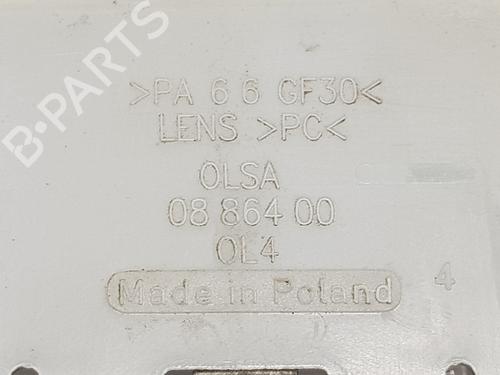 B-PARTS
>PA 6 6 GF30<
LENS >PC<
OLSA
08 864 00
OL4
Made in Poland
4